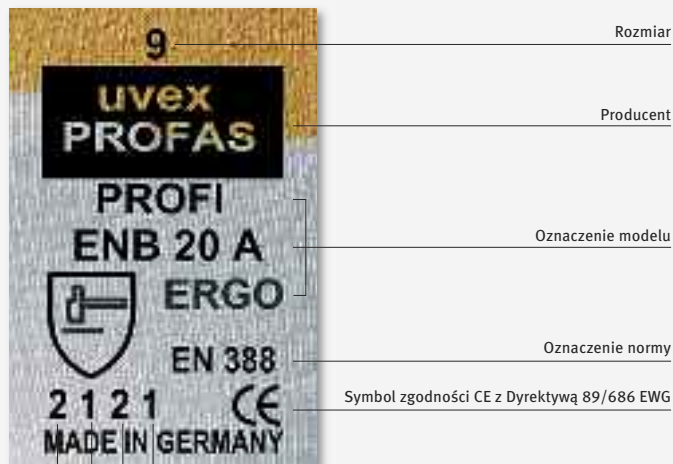 9
Rozmiar
uvex
PROFAS
Producent
PROFI
ENB 20 A
ERGO
Oznaczenie modelu
EN 388
Oznaczenie normy
2 1 2 1 CE
Symbol zgodności CE z Dyrektywą 89/686 EWG
MADE IN GERMANY